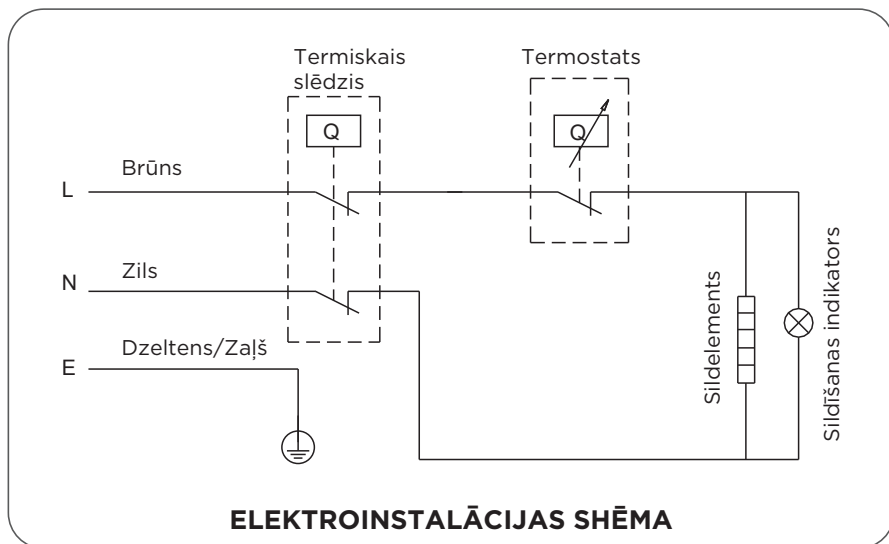 Termiskais
slēdzis
Termostats
Q
Q
L
Brūns
N
Zils
E
Dzeltens/Zaļš
Sildelements
Sildīšanas indikators
ELEKTROINSTALĀCIJAS SHĒMA